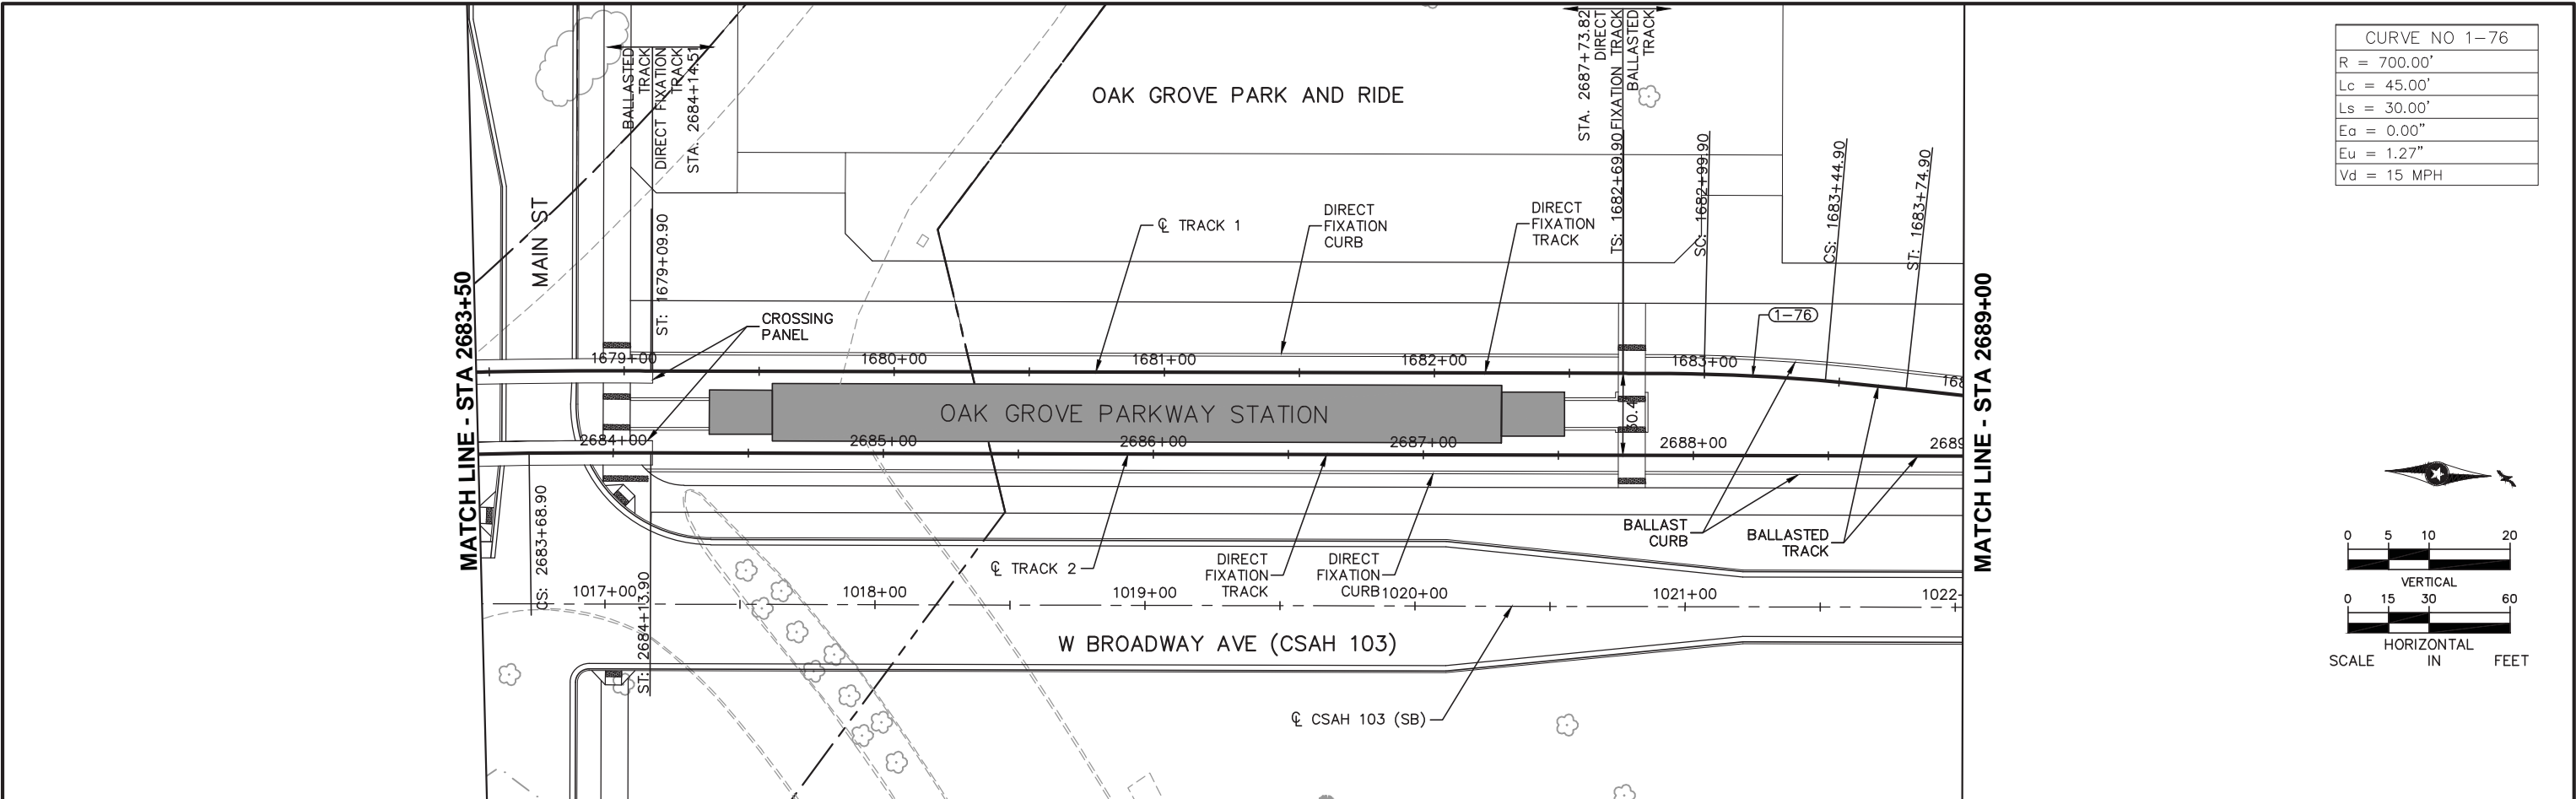 BALLASTED
TRACK
DIRECT FIXATION
TRACK
STA. 2684+14.51
OAK GROVE PARK AND RIDE
STA. 2687+73.82
DIRECT
FIXATION TRACK
BALLASTED
TRACK
CURVE NO 1-76
R = 700.00'
Lc = 45.00'
Ls = 30.00'
Ea = 0.00"
Eu = 1.27"
Vd = 15 MPH
MAIN ST
ST: 1679+09.90
℄ TRACK 1
DIRECT
FIXATION
CURB
DIRECT
FIXATION
TRACK
TS: 1682+69.90
SC: 1682+99.90
CS: 1683+44.90
ST: 1683+74.90
MATCH LINE - STA 2683+50
CROSSING
PANEL
1-76
MATCH LINE - STA 2689+00
1679+00
1680+00
1681+00
1682+00
1683+00
168
OAK GROVE PARKWAY STATION
2684+00
2685+00
2686+00
2687+00
2688+00
2689
CS: 2683+68.90
ST: 2684+13.90
℄ TRACK 2
DIRECT
FIXATION
TRACK
DIRECT
FIXATION
CURB
BALLAST
CURB
BALLASTED
TRACK
1017+00
1018+00
1019+00
1020+00
1021+00
1022
W BROADWAY AVE (CSAH 103)
℄ CSAH 103 (SB)
0 5 10 20
VERTICAL
0 15 30 60
HORIZONTAL
SCALE IN FEET